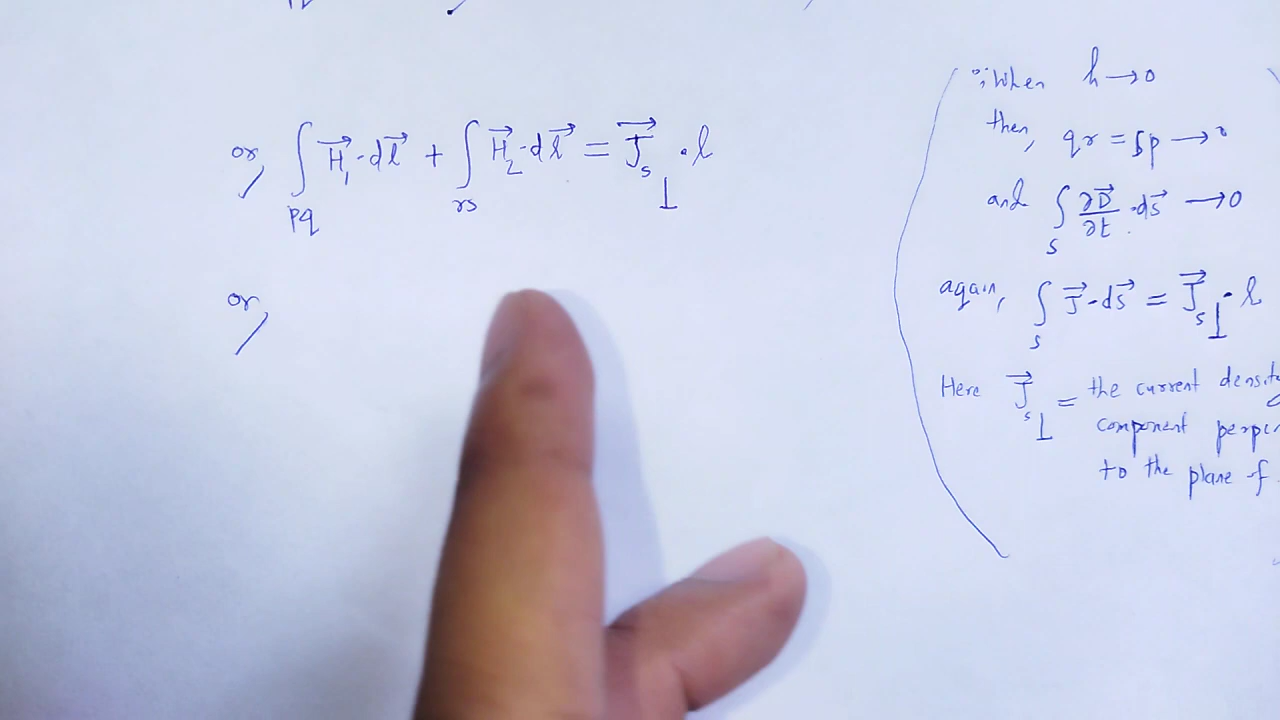 or, ∫pq H⃗₁·dl⃗ + ∫rs H⃗₂·dl⃗ = J⃗s⊥ · l
or,
∵ When h → 0
then, qr = sp → 0
and ∫s ∂D⃗/∂t · ds⃗ → 0
again, ∫s J⃗·ds⃗ = J⃗s⊥ · l
Here J⃗s⊥ = the current density
component
to the plane of